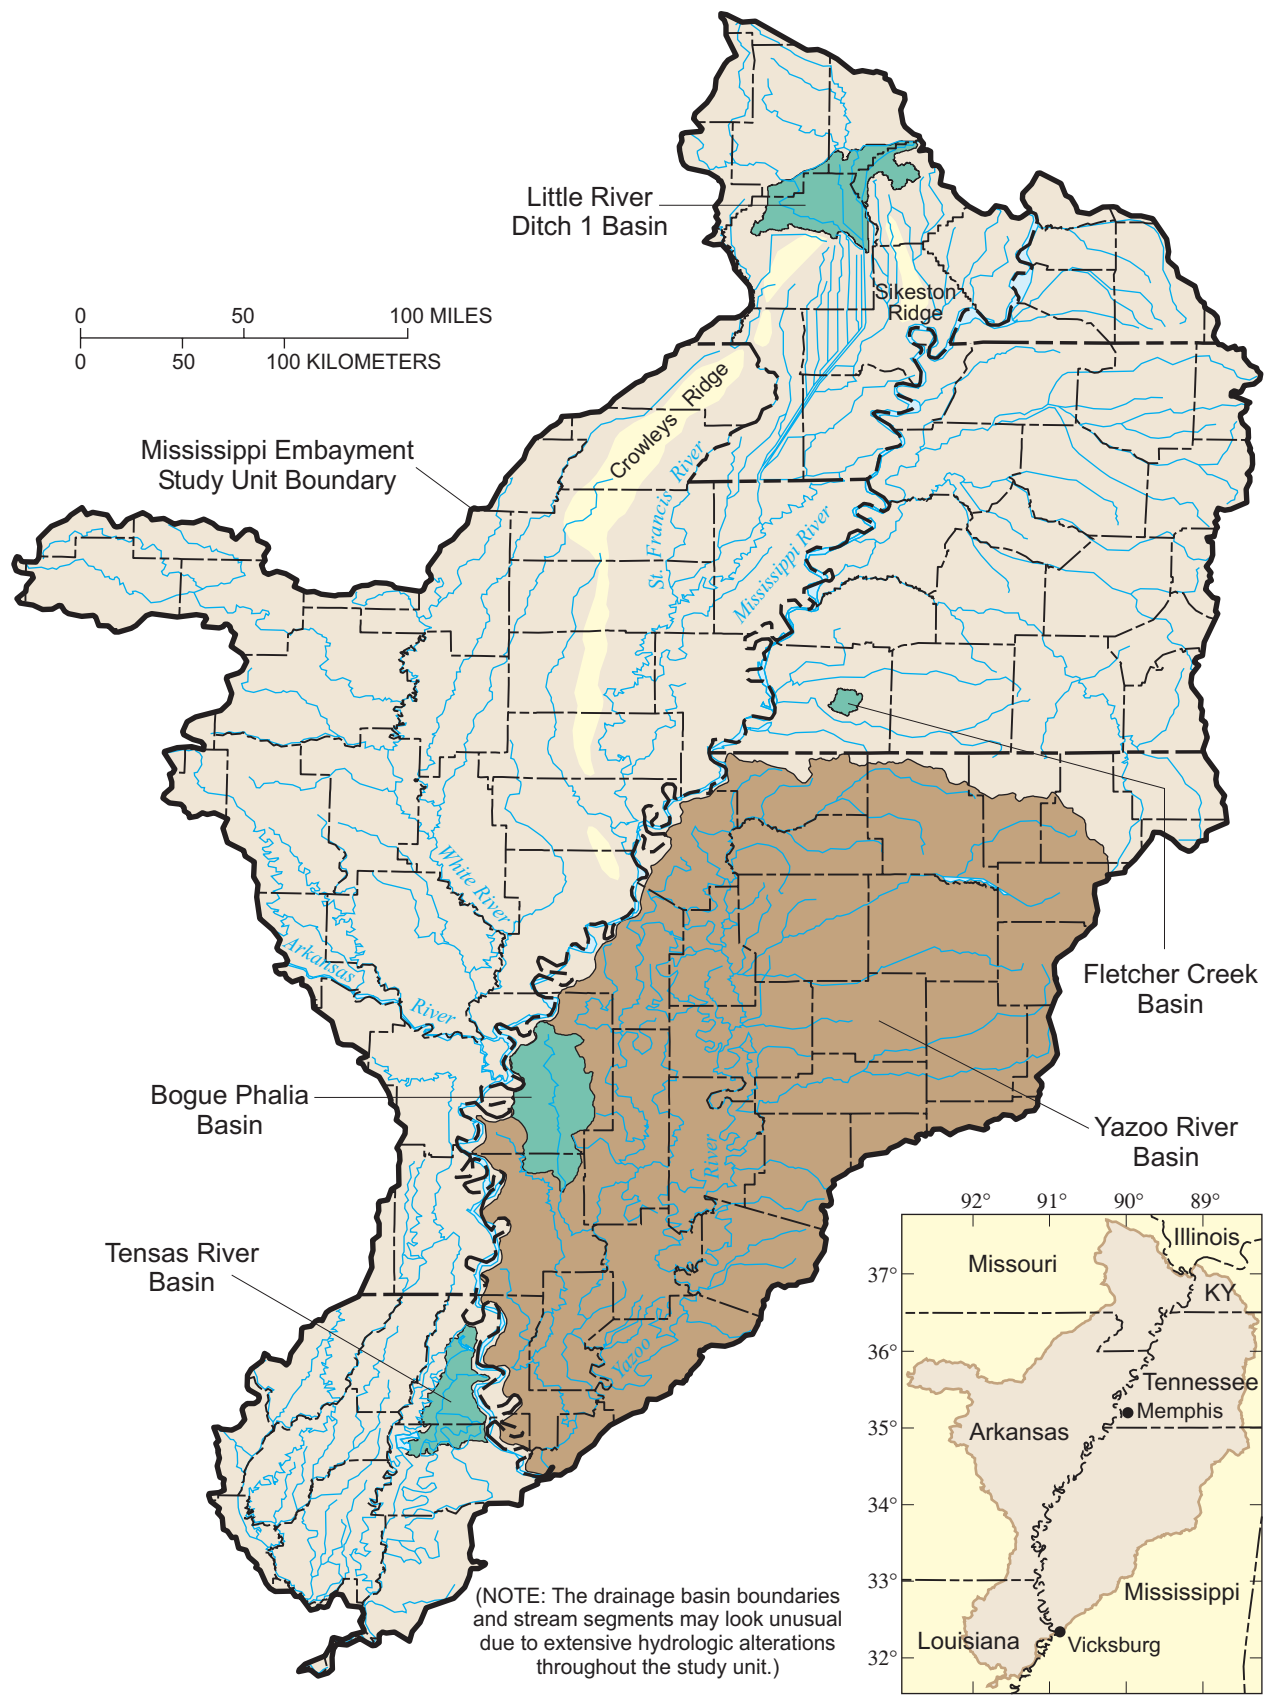 Little River
Ditch 1 Basin
Sikeston
Ridge
0 50 100 MILES
0 50 100 KILOMETERS
Crowleys Ridge
Mississippi Embayment
Study Unit Boundary
St. Francis River
Mississippi River
White River
Arkansas River
Fletcher Creek
Basin
Bogue Phalia
Basin
Yazoo River
Basin
River
Yazoo
Tensas River
Basin
92° 91° 90° 89°
Illinois
Missouri
37°
KY
36°
Tennessee
Memphis
Arkansas
35°
34°
33°
Mississippi
Louisiana
Vicksburg
32°
(NOTE: The drainage basin boundaries
and stream segments may look unusual
due to extensive hydrologic alterations
throughout the study unit.)